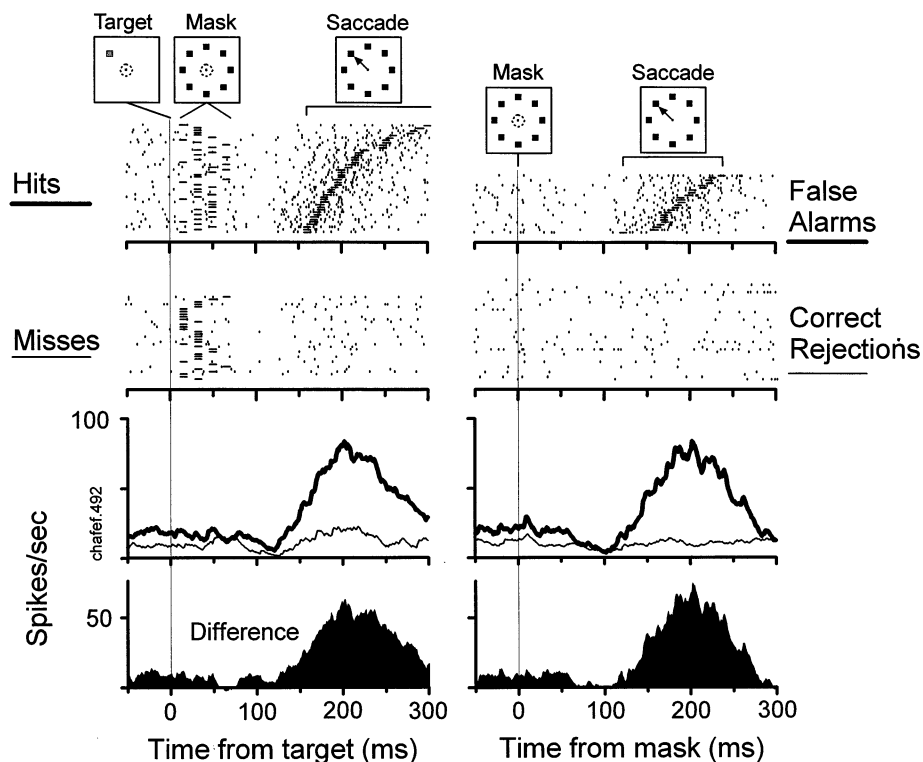 Target
Mask
Saccade
Mask
Saccade
Hits
False
Alarms
Misses
Correct
Rejections
100
Spikes/sec
chafef.492
50
Difference
0
100
200
300
0
100
200
300
Time from target (ms)
Time from mask (ms)